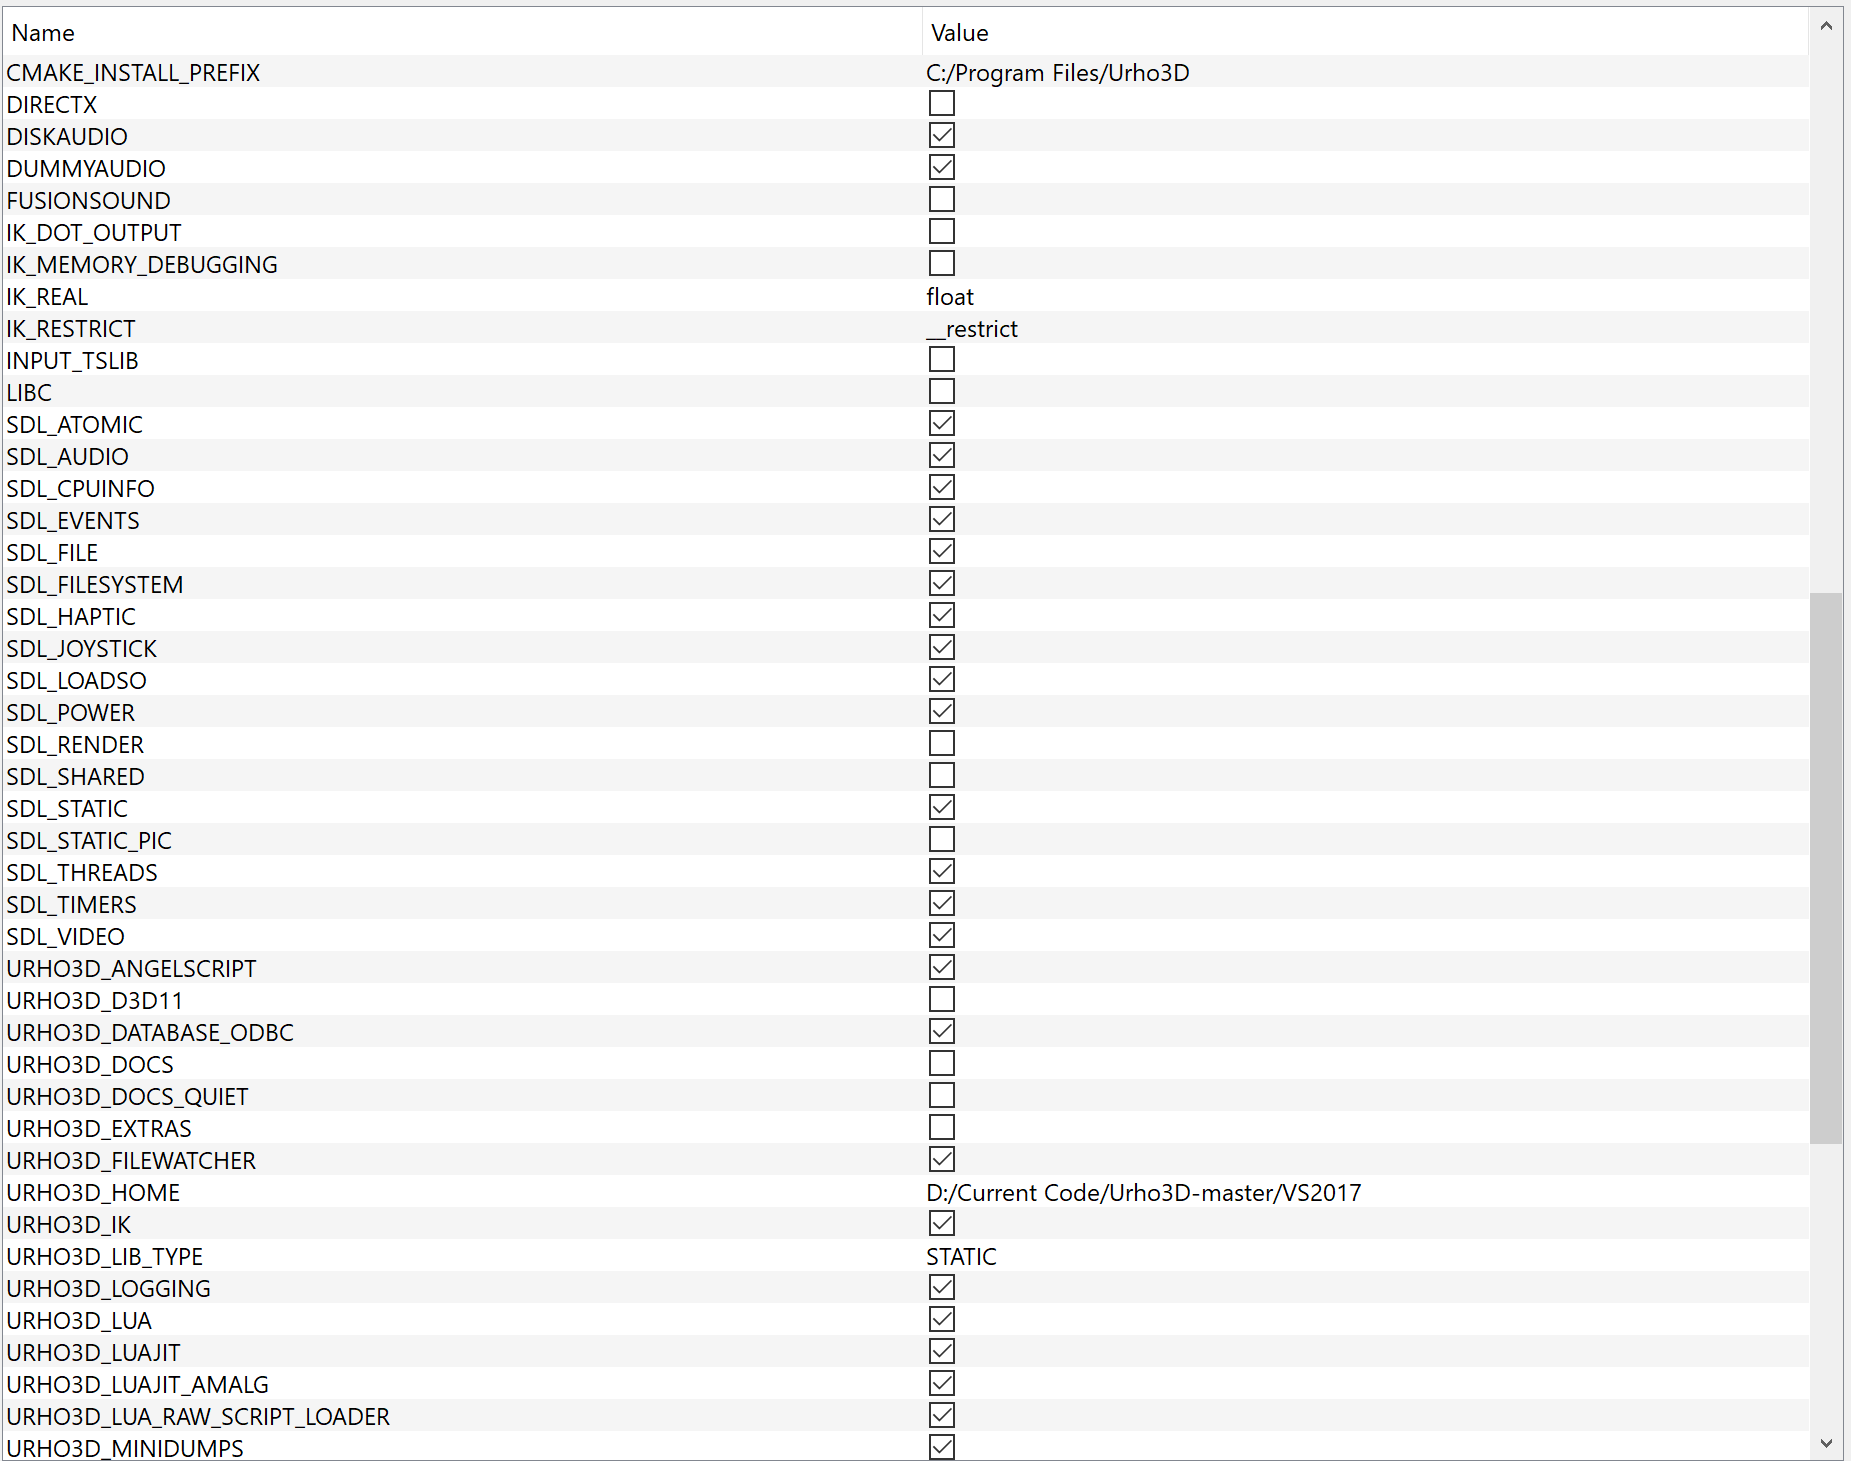 Name Value
CMAKE_INSTALL_PREFIX C:/Program Files/Urho3D
DIRECTX
DISKAUDIO
DUMMYAUDIO
FUSIONSOUND
IK_DOT_OUTPUT
IK_MEMORY_DEBUGGING
IK_REAL float
IK_RESTRICT __restrict
INPUT_TSLIB
LIBC
SDL_ATOMIC
SDL_AUDIO
SDL_CPUINFO
SDL_EVENTS
SDL_FILE
SDL_FILESYSTEM
SDL_HAPTIC
SDL_JOYSTICK
SDL_LOADSO
SDL_POWER
SDL_RENDER
SDL_SHARED
SDL_STATIC
SDL_STATIC_PIC
SDL_THREADS
SDL_TIMERS
SDL_VIDEO
URHO3D_ANGELSCRIPT
URHO3D_D3D11
URHO3D_DATABASE_ODBC
URHO3D_DOCS
URHO3D_DOCS_QUIET
URHO3D_EXTRAS
URHO3D_FILEWATCHER
URHO3D_HOME D:/Current Code/Urho3D-master/VS2017
URHO3D_IK
URHO3D_LIB_TYPE STATIC
URHO3D_LOGGING
URHO3D_LUA
URHO3D_LUAJIT
URHO3D_LUAJIT_AMALG
URHO3D_LUA_RAW_SCRIPT_LOADER
URHO3D_MINIDUMPS